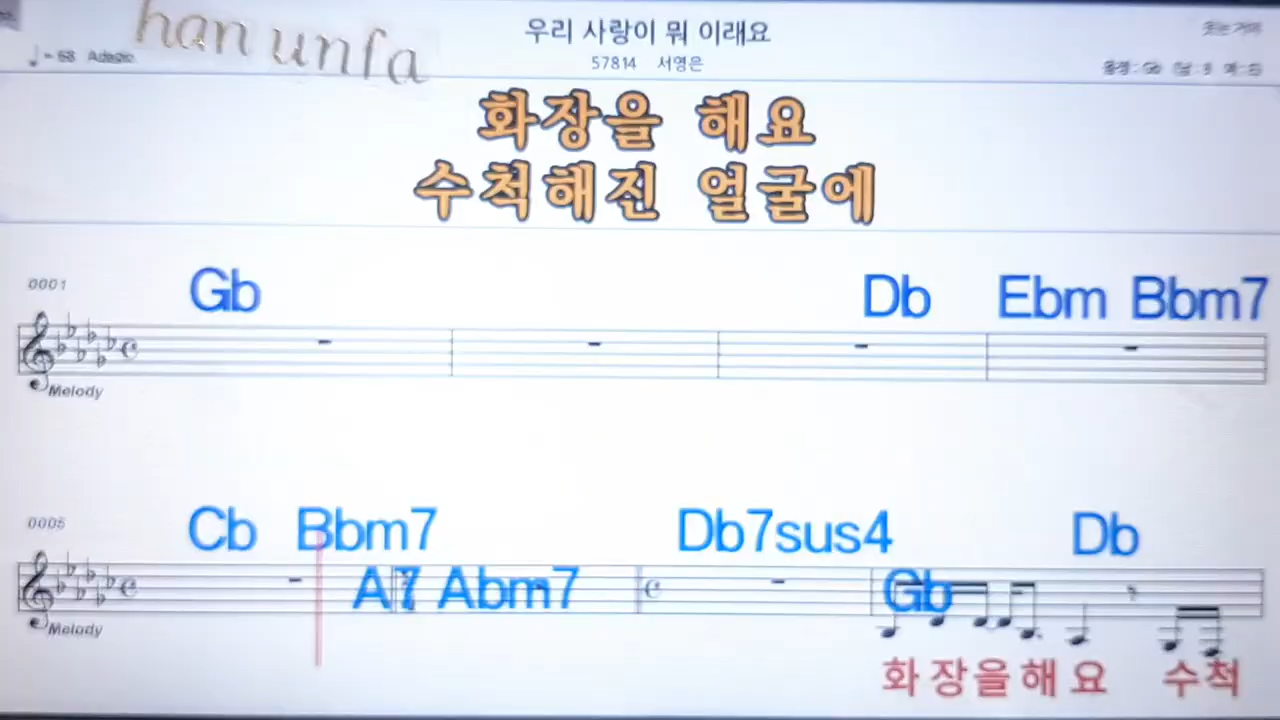 han unfa
우리 사랑이 뭐 이래요
57814 서영은
♩= 68 Adagio
화장을 해요
수척해진 얼굴에
0001
Gb Db Ebm Bbm7
Melody
0005
Cb Bbm7 Db7sus4 Db
A7 Abm7 Gb
Melody
화 장을해 요 수척